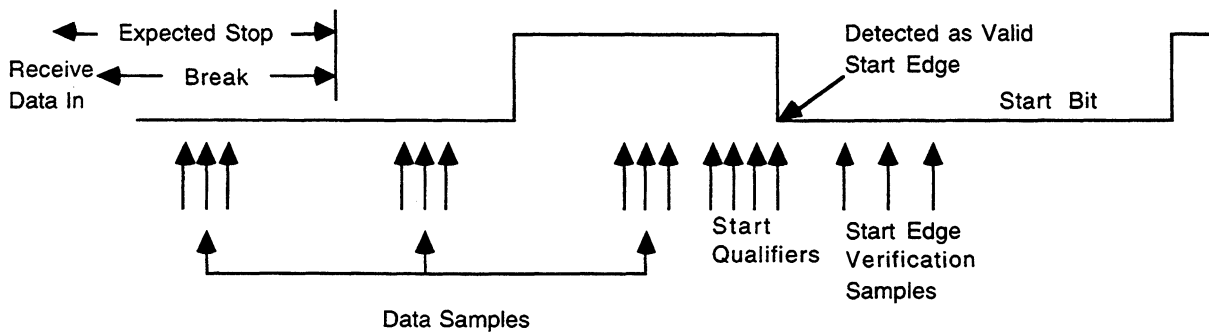 Expected Stop
Receive
Data In
Break
Detected as Valid
Start Edge
Start Bit
Start
Qualifiers
Start Edge
Verification
Samples
Data Samples